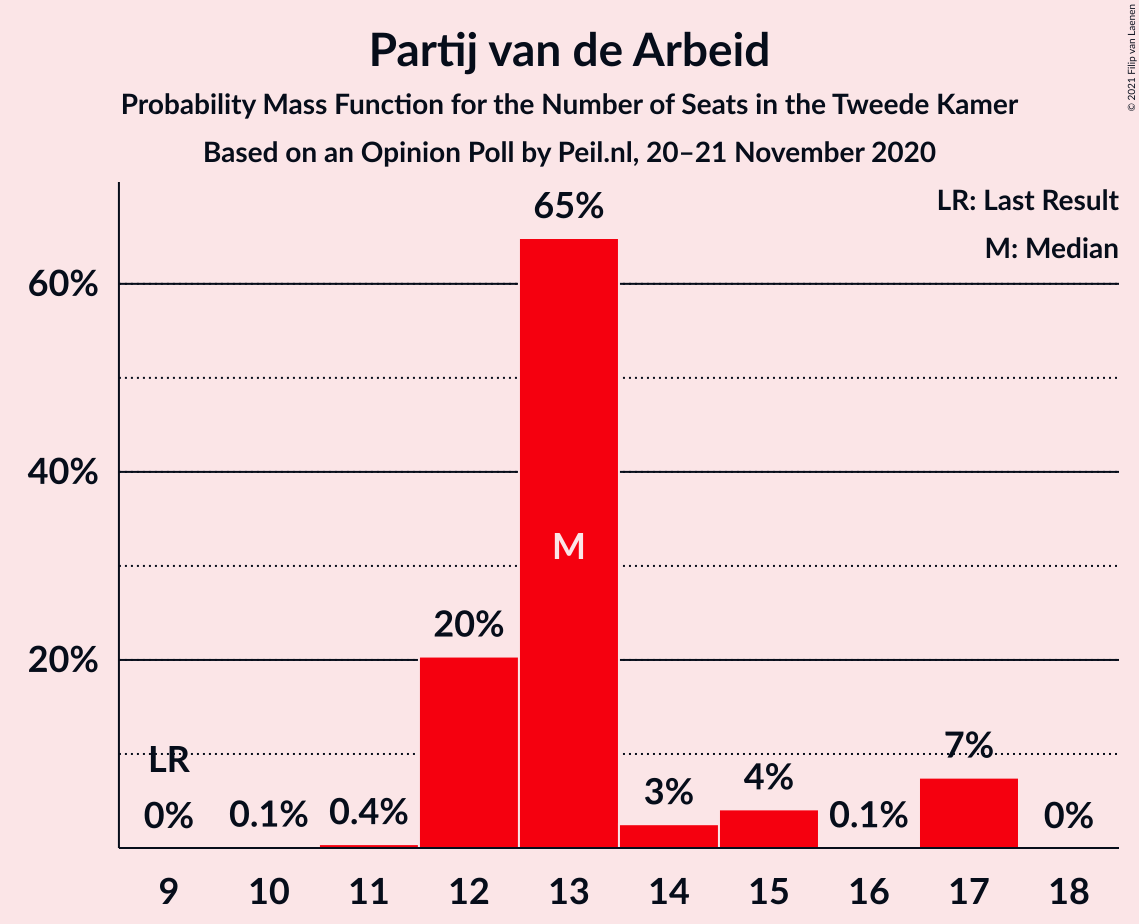 Partij van de Arbeid
Probability Mass Function for the Number of Seats in the Tweede Kamer
Based on an Opinion Poll by Peil.nl, 20–21 November 2020
© 2021 Filip van Laenen
LR: Last Result
M: Median
60%
40%
20%
65%
M
20%
LR
0%
0.1%
0.4%
3%
4%
0.1%
7%
0%
9 10 11 12 13 14 15 16 17 18